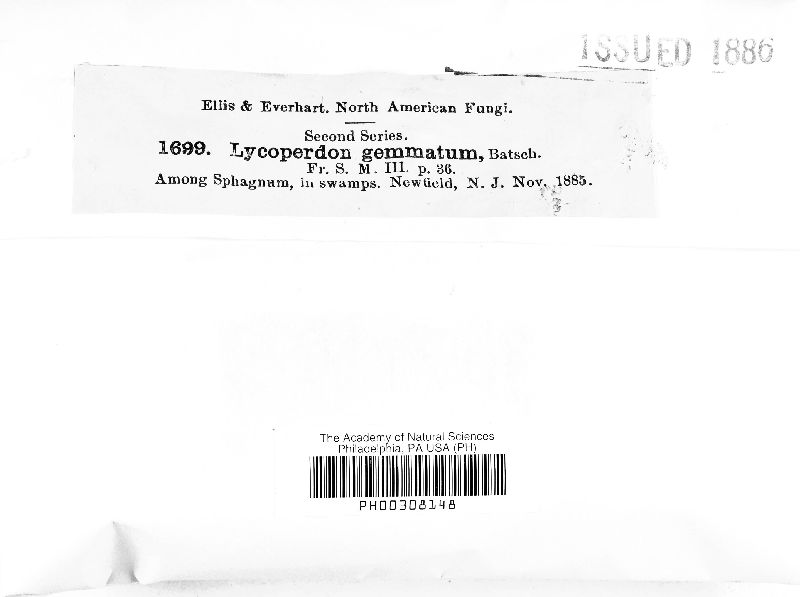 ISSUED 1886
Ellis & Everhart. North American Fungi.
Second Series.
1699. Lycoperdon gemmatum, Batsch.
Fr. S. M. III. p. 36.
Among Sphagnum, in swamps. Newfield, N. J. Nov. 1885.
The Academy of Natural Sciences
Philadelphia, PA USA (PH)
PH00308148